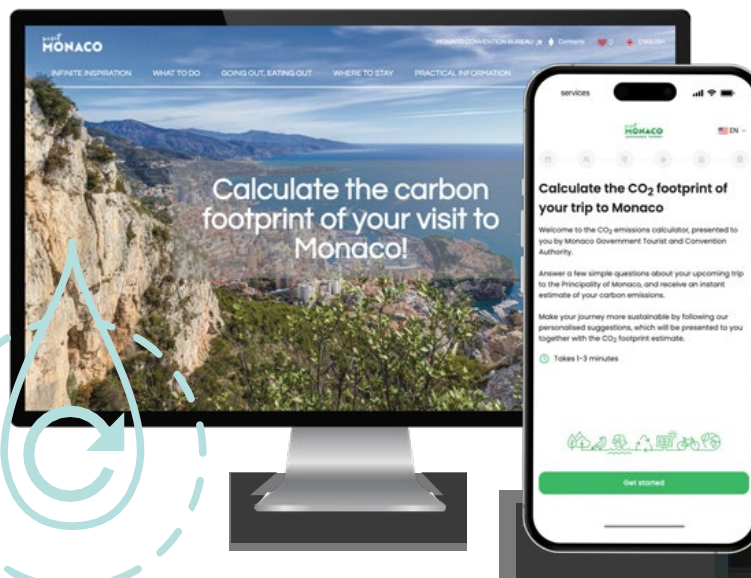 visit
MONACO
MONACO CONVENTION BUREAU
Contacts
0
ENGLISH
INFINITE INSPIRATION
WHAT TO DO
GOING OUT, EATING OUT
WHERE TO STAY
PRACTICAL INFORMATION
Calculate the carbon
footprint of your visit to
Monaco!
services
MONACO
EN
Calculate the CO₂ footprint of
your trip to Monaco
Welcome to the CO₂ emissions calculator, presented to
you by Monaco Government Tourist and Convention
Authority.
Answer a few simple questions about your upcoming trip
to the Principality of Monaco, and receive an instant
estimate of your carbon emissions.
Make your journey more sustainable by following our
personalised suggestions, which will be presented to you
together with the CO₂ footprint estimate.
Takes 1-3 minutes
Get started